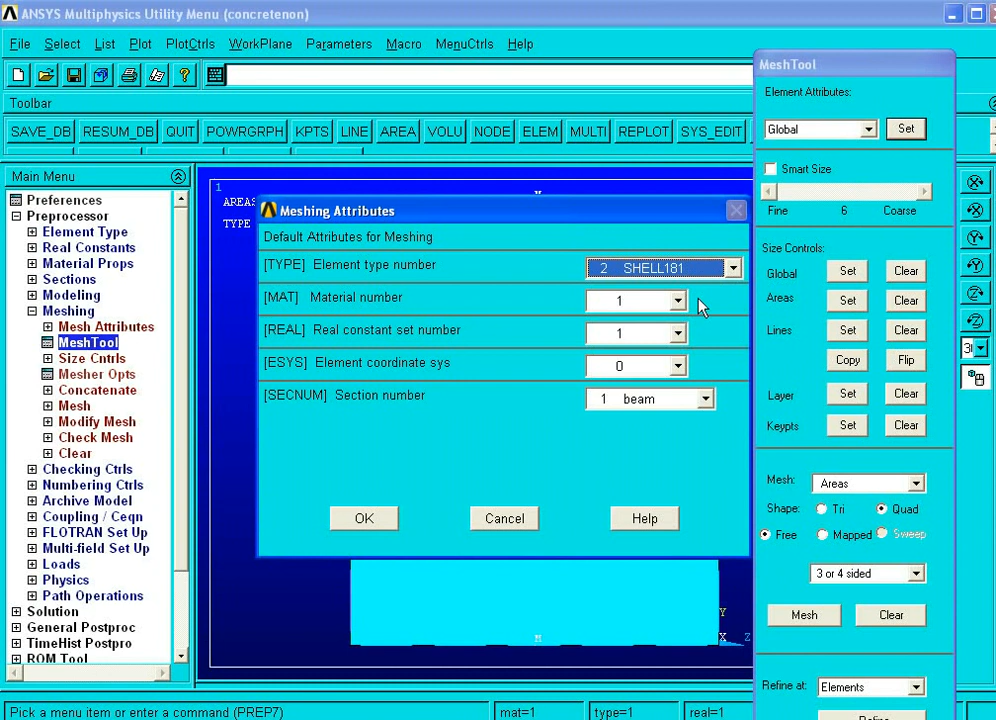 ANSYS Multiphysics Utility Menu (concretenon)
File Select List Plot PlotCtrls WorkPlane Parameters Macro MenuCtrls Help
Toolbar
SAVE_DB RESUM_DB QUIT POWRGRPH KPTS LINE AREA VOLU NODE ELEM MULTI REPLOT SYS_EDIT
Main Menu
Preferences
Preprocessor
Element Type
Real Constants
Material Props
Sections
Modeling
Meshing
Mesh Attributes
MeshTool
Size Cntrls
Mesher Opts
Concatenate
Mesh
Modify Mesh
Check Mesh
Clear
Checking Ctrls
Numbering Ctrls
Archive Model
Coupling / Ceqn
FLOTRAN Set Up
Multi-field Set Up
Loads
Physics
Path Operations
Solution
General Postproc
TimeHist Postpro
ROM Tool
1
AREAS
TYPE
Meshing Attributes
Default Attributes for Meshing
[TYPE] Element type number 2 SHELL181
[MAT] Material number 1
[REAL] Real constant set number 1
[ESYS] Element coordinate sys 0
[SECNUM] Section number 1 beam
OK Cancel Help
Y
M X Z
MeshTool
Element Attributes:
Global Set
Smart Size
Fine 6 Coarse
Size Controls:
Global Set Clear
Areas Set Clear
Lines Set Clear
Copy Flip
Layer Set Clear
Keypts Set Clear
Mesh: Areas
Shape: Tri Quad
Free Mapped Sweep
3 or 4 sided
Mesh Clear
Refine at: Elements
Refine
Pick a menu item or enter a command (PREP7) mat=1 type=1 real=1